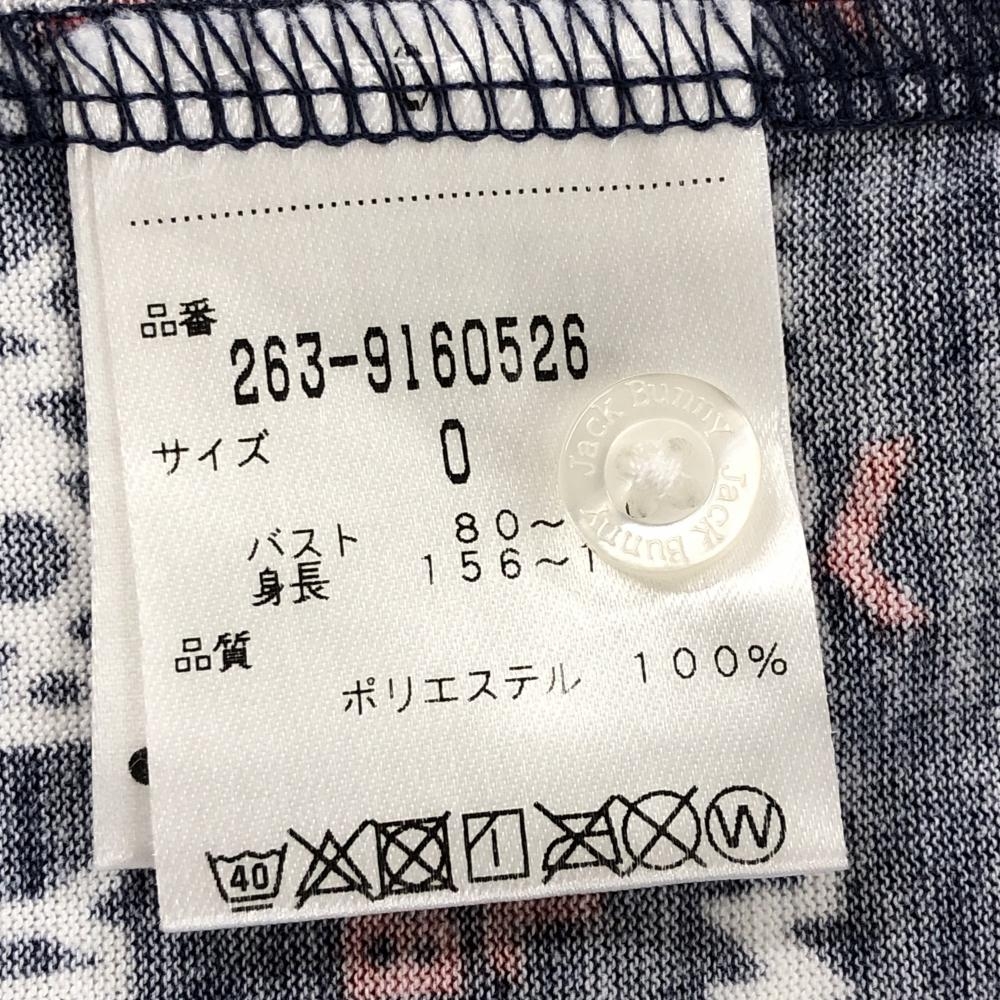 品番
263-9160526
サイズ 0
バスト 80～
身長 156～1
品質
ポリエステル 100%
40 W
Jack Bunny Jack Bunny